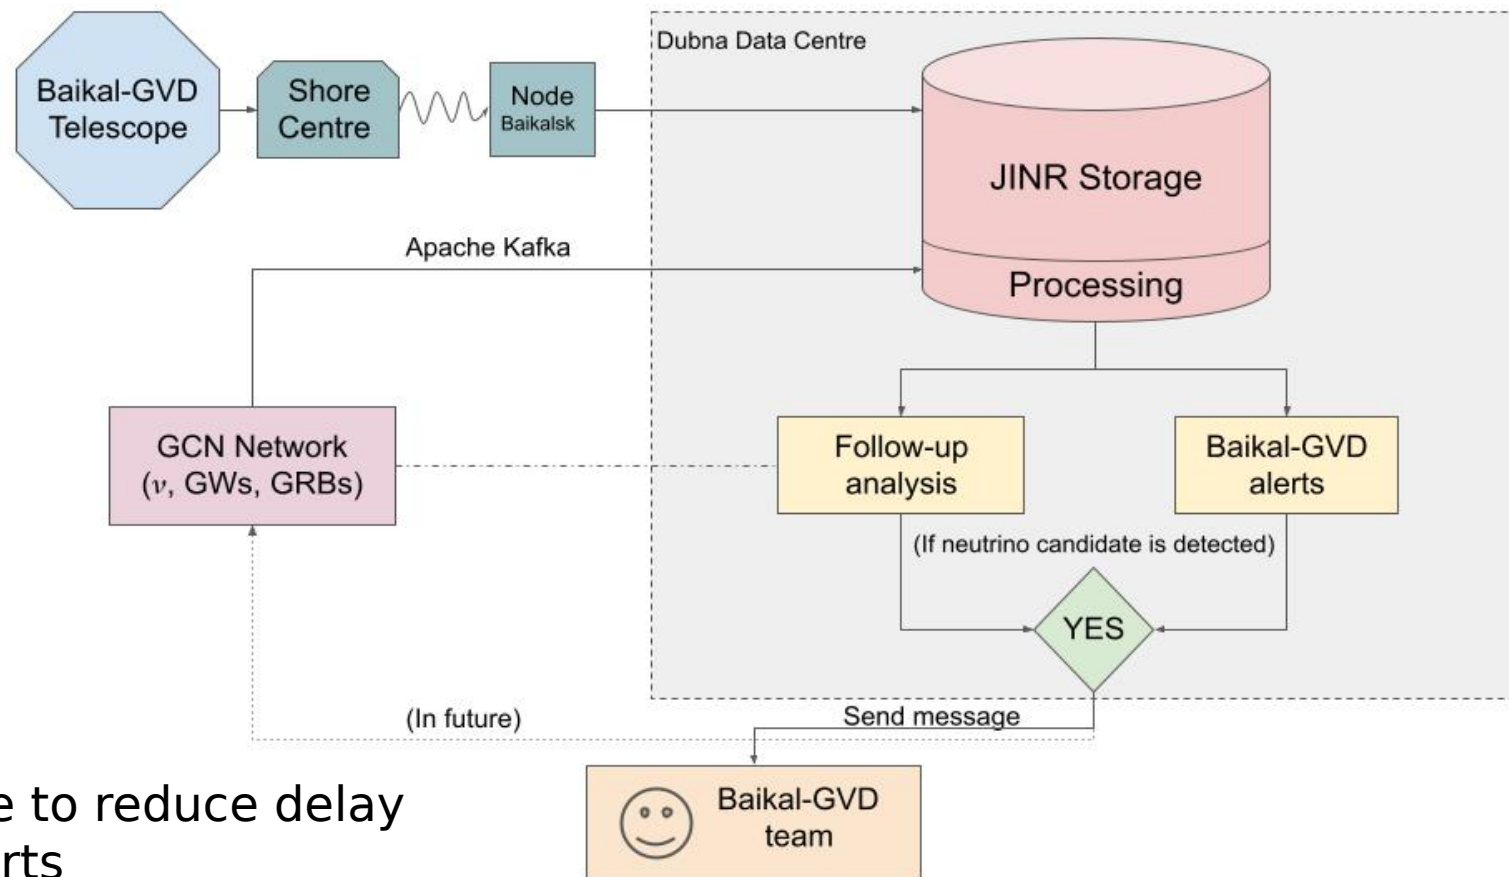 Baikal-GVD
Telescope
Shore
Centre
Node
Baikalsk
Dubna Data Centre
JINR Storage
Processing
Apache Kafka
GCN Network
(ν, GWs, GRBs)
Follow-up
analysis
Baikal-GVD
alerts
(If neutrino candidate is detected)
YES
(In future)
Send message
Baikal-GVD
team
to reduce delay